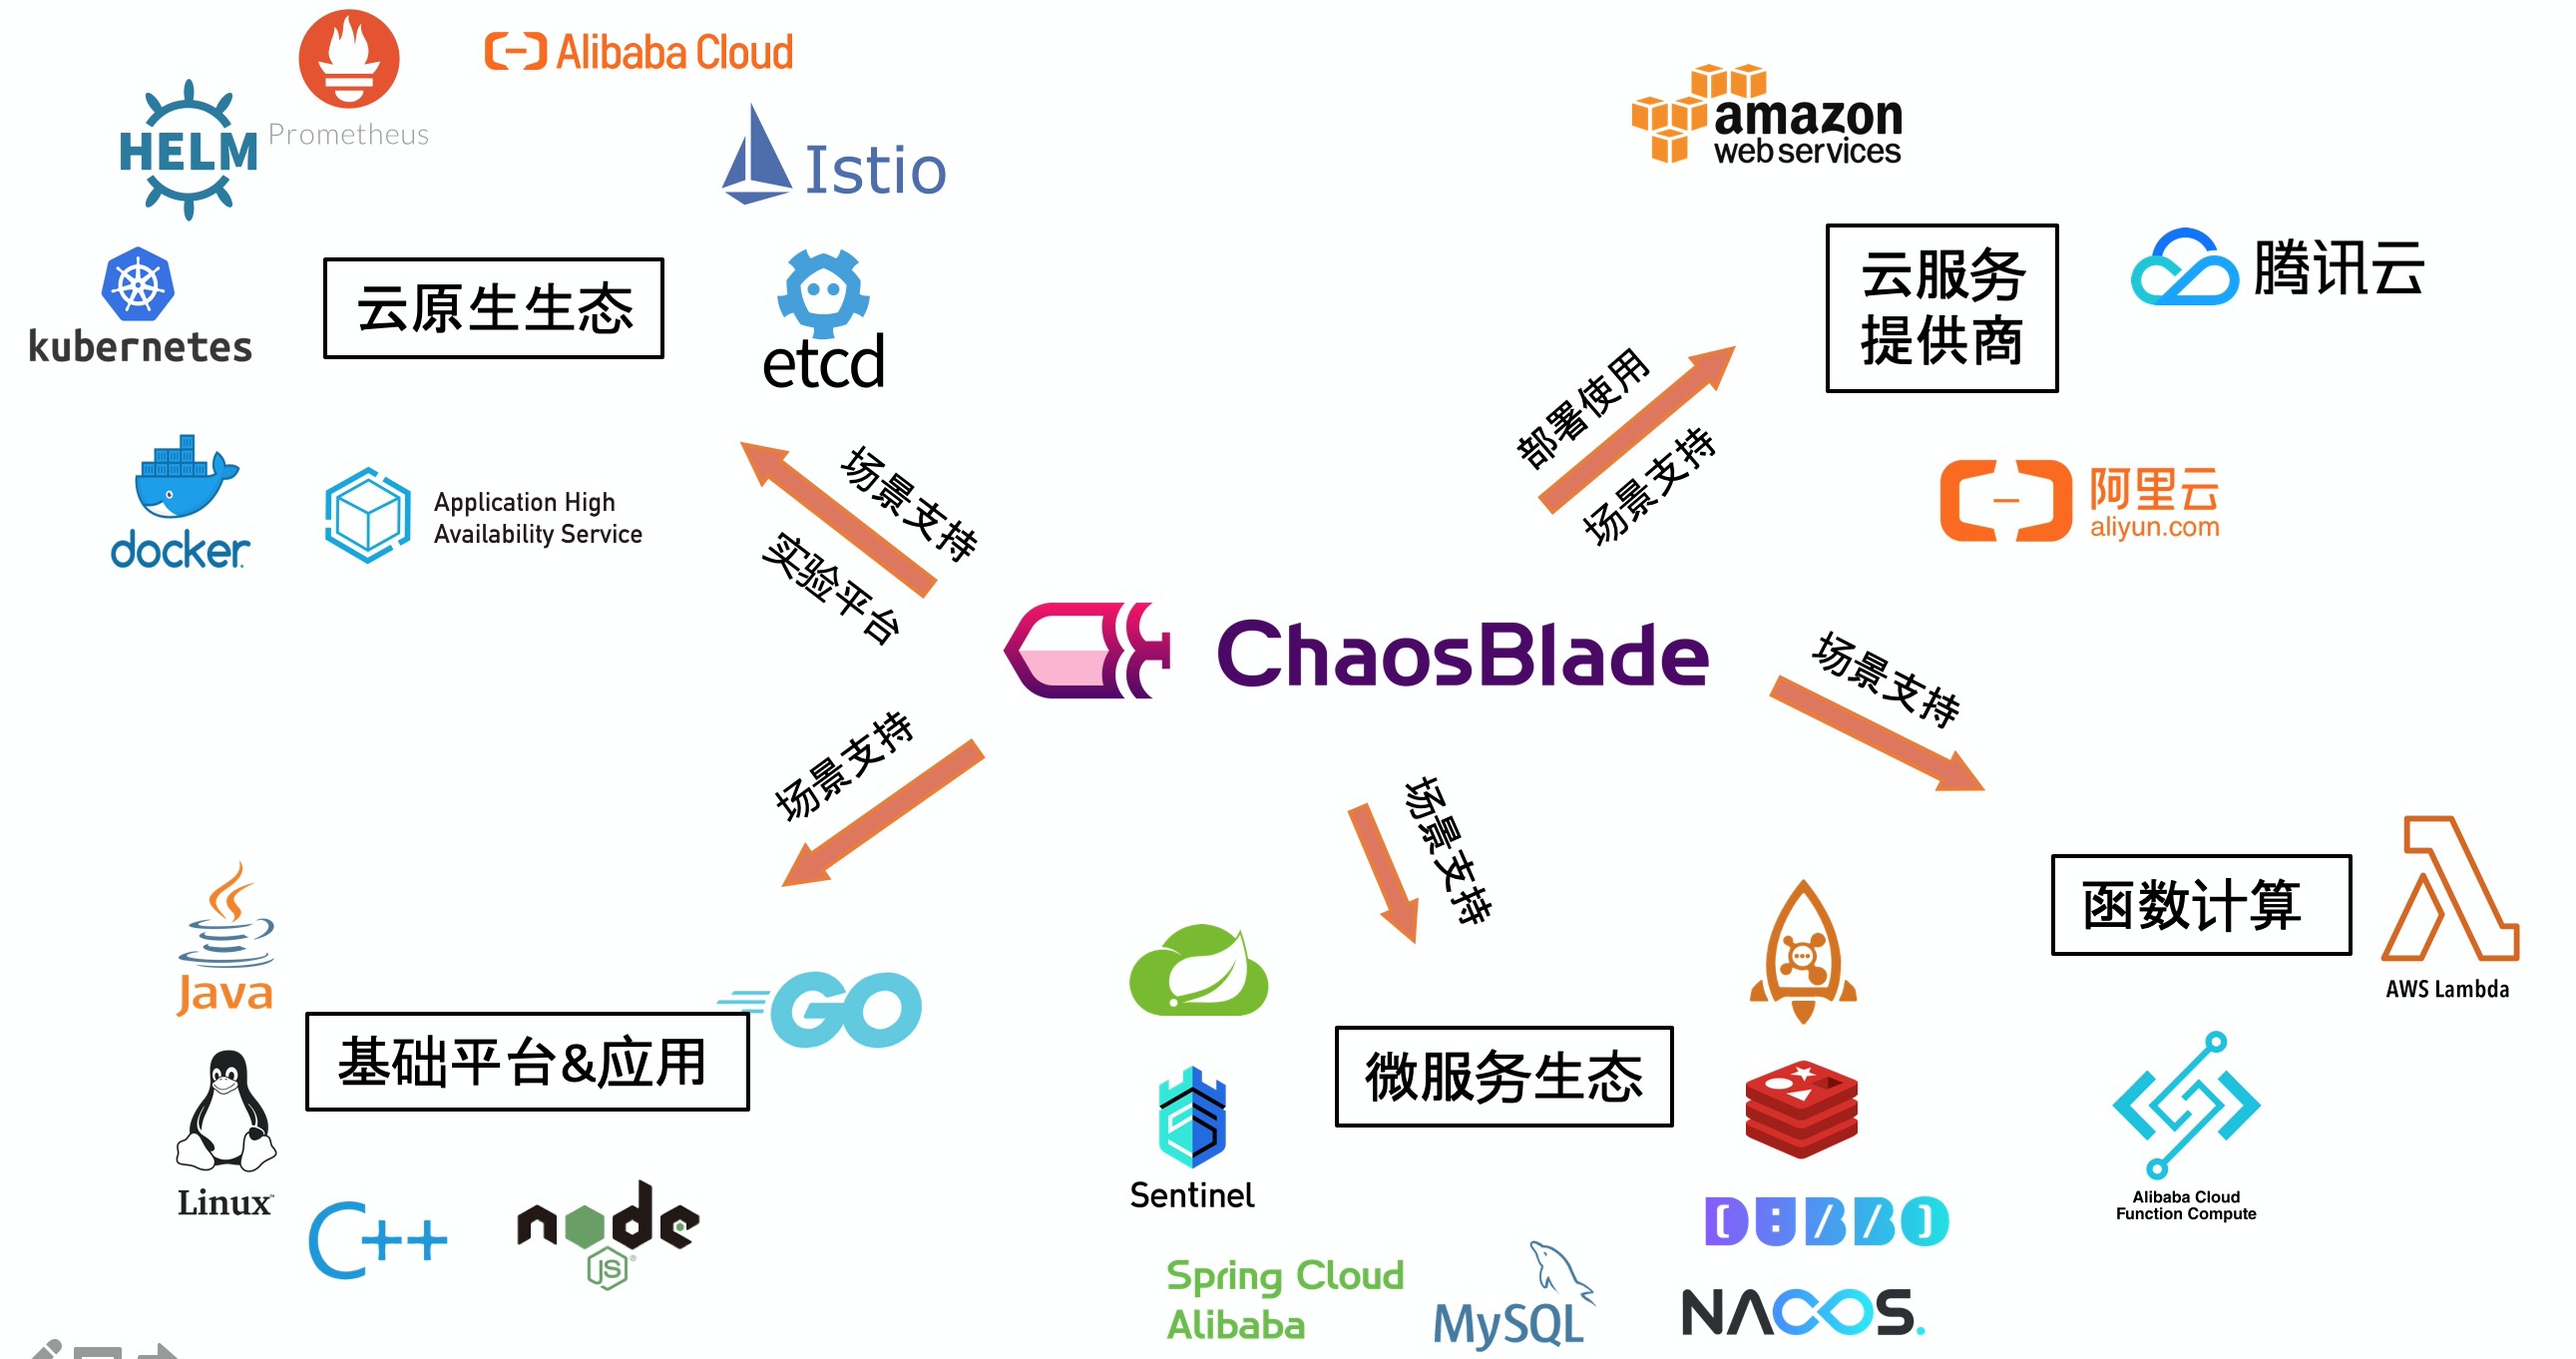 Alibaba Cloud
Prometheus
HELM
Istio
kubernetes
云原生生态
etcd
docker
Application High
Availability Service
场景支持
实验平台
amazon
web services
云服务
提供商
腾讯云
部署使用
场景支持
阿里云
aliyun.com
ChaosBlade
场景支持
场景支持
场景支持
Java
GO
基础平台&应用
Linux
C++
node
JS
微服务生态
Sentinel
DUBBO
Spring Cloud
Alibaba
MySQL
NACOS.
函数计算
AWS Lambda
Alibaba Cloud
Function Compute